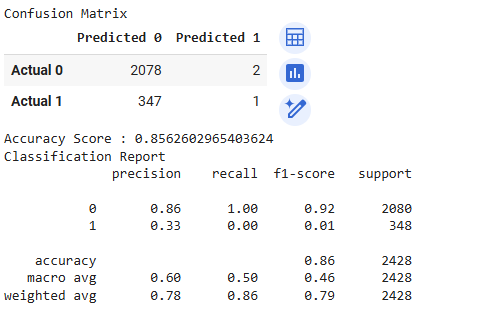 Confusion Matrix
Predicted 0 Predicted 1
Actual 0 2078 2
Actual 1 347 1
Accuracy Score : 0.8562602965403624
Classification Report
precision recall f1-score support
0 0.86 1.00 0.92 2080
1 0.33 0.00 0.01 348
accuracy 0.86 2428
macro avg 0.60 0.50 0.46 2428
weighted avg 0.78 0.86 0.79 2428